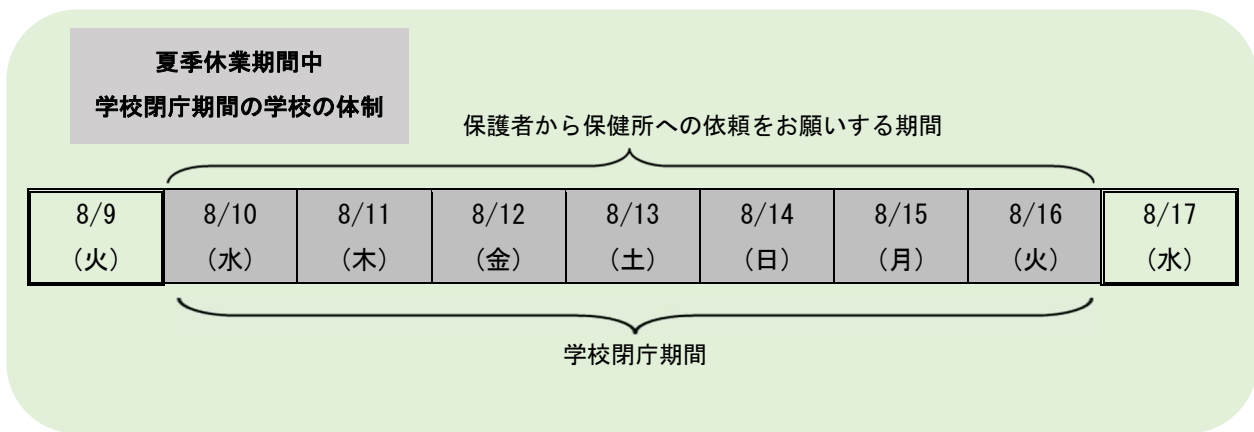 夏季休業期間中
学校閉庁期間の学校の体制
保護者から保健所への依頼をお願いする期間
8/9 8/10 8/11 8/12 8/13 8/14 8/15 8/16 8/17
（火） （水） （木） （金） （土） （日） （月） （火） （水）
学校閉庁期間